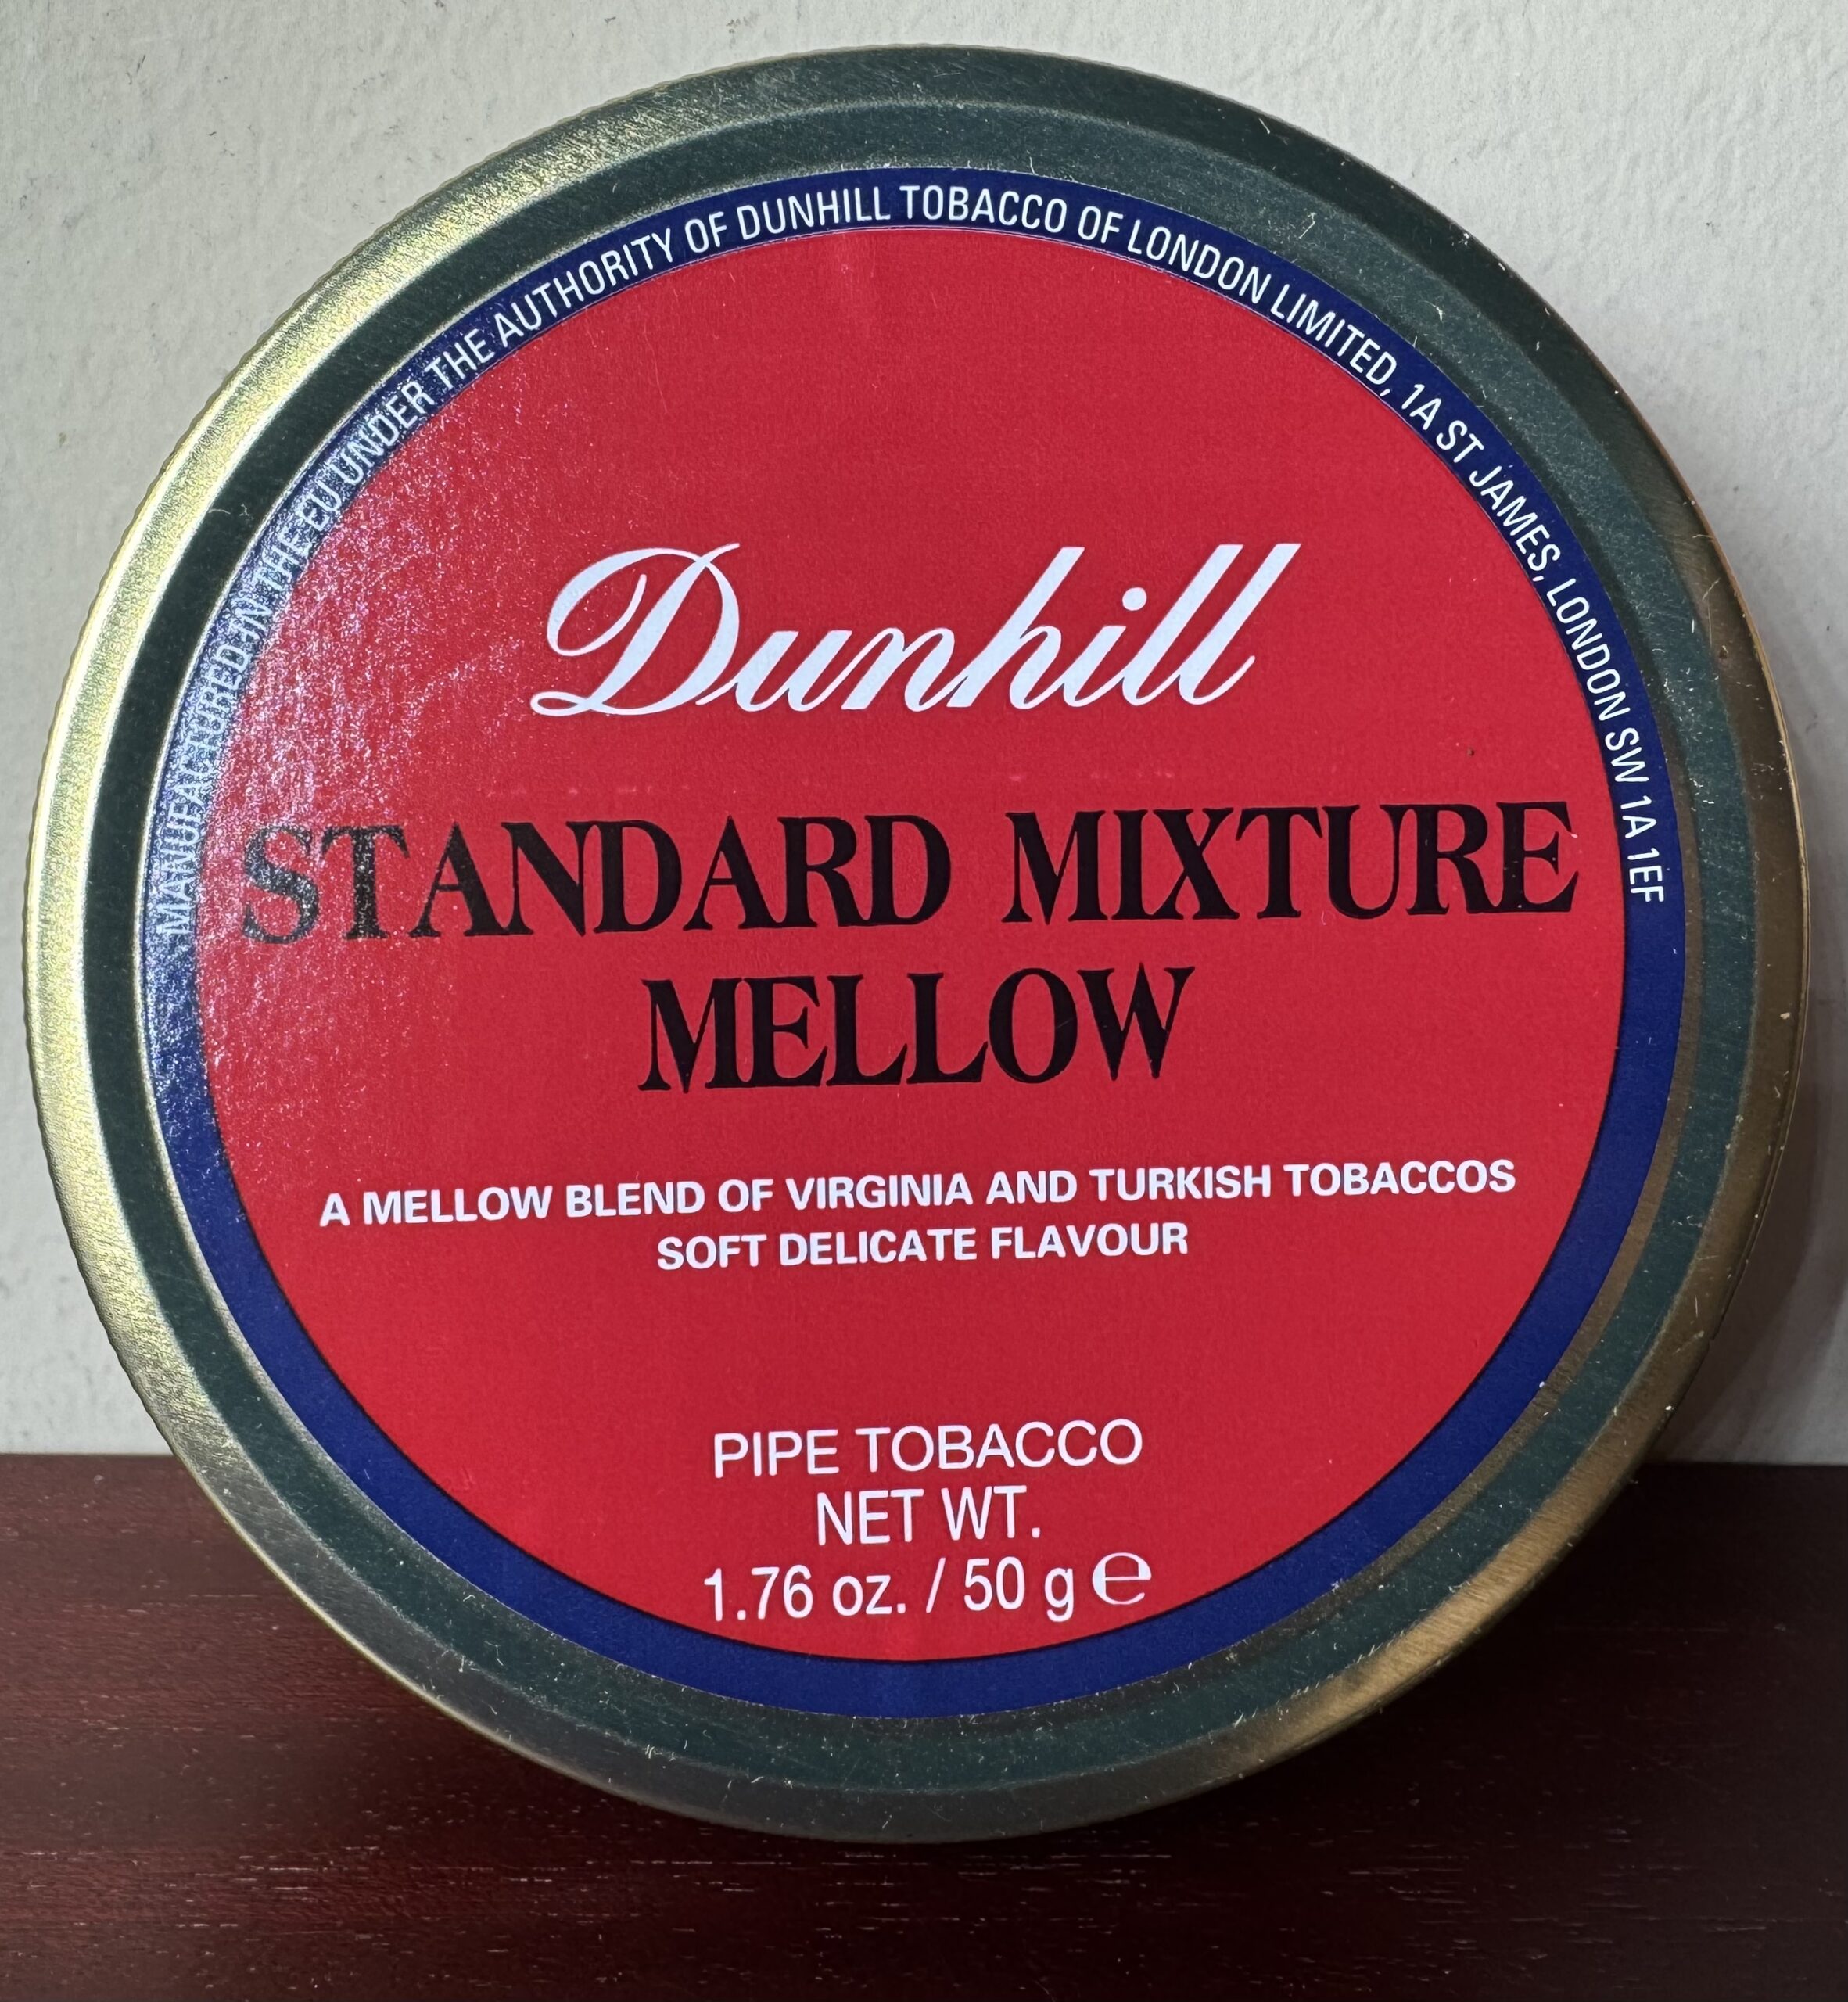 MANUFACTURED IN THE EU UNDER THE AUTHORITY OF DUNHILL TOBACCO OF LONDON LIMITED, 1A ST JAMES, LONDON SW 1A 1EF
Dunhill
STANDARD MIXTURE
MELLOW
A MELLOW BLEND OF VIRGINIA AND TURKISH TOBACCOS
SOFT DELICATE FLAVOUR
PIPE TOBACCO
NET WT.
1.76 oz. / 50 g ℮